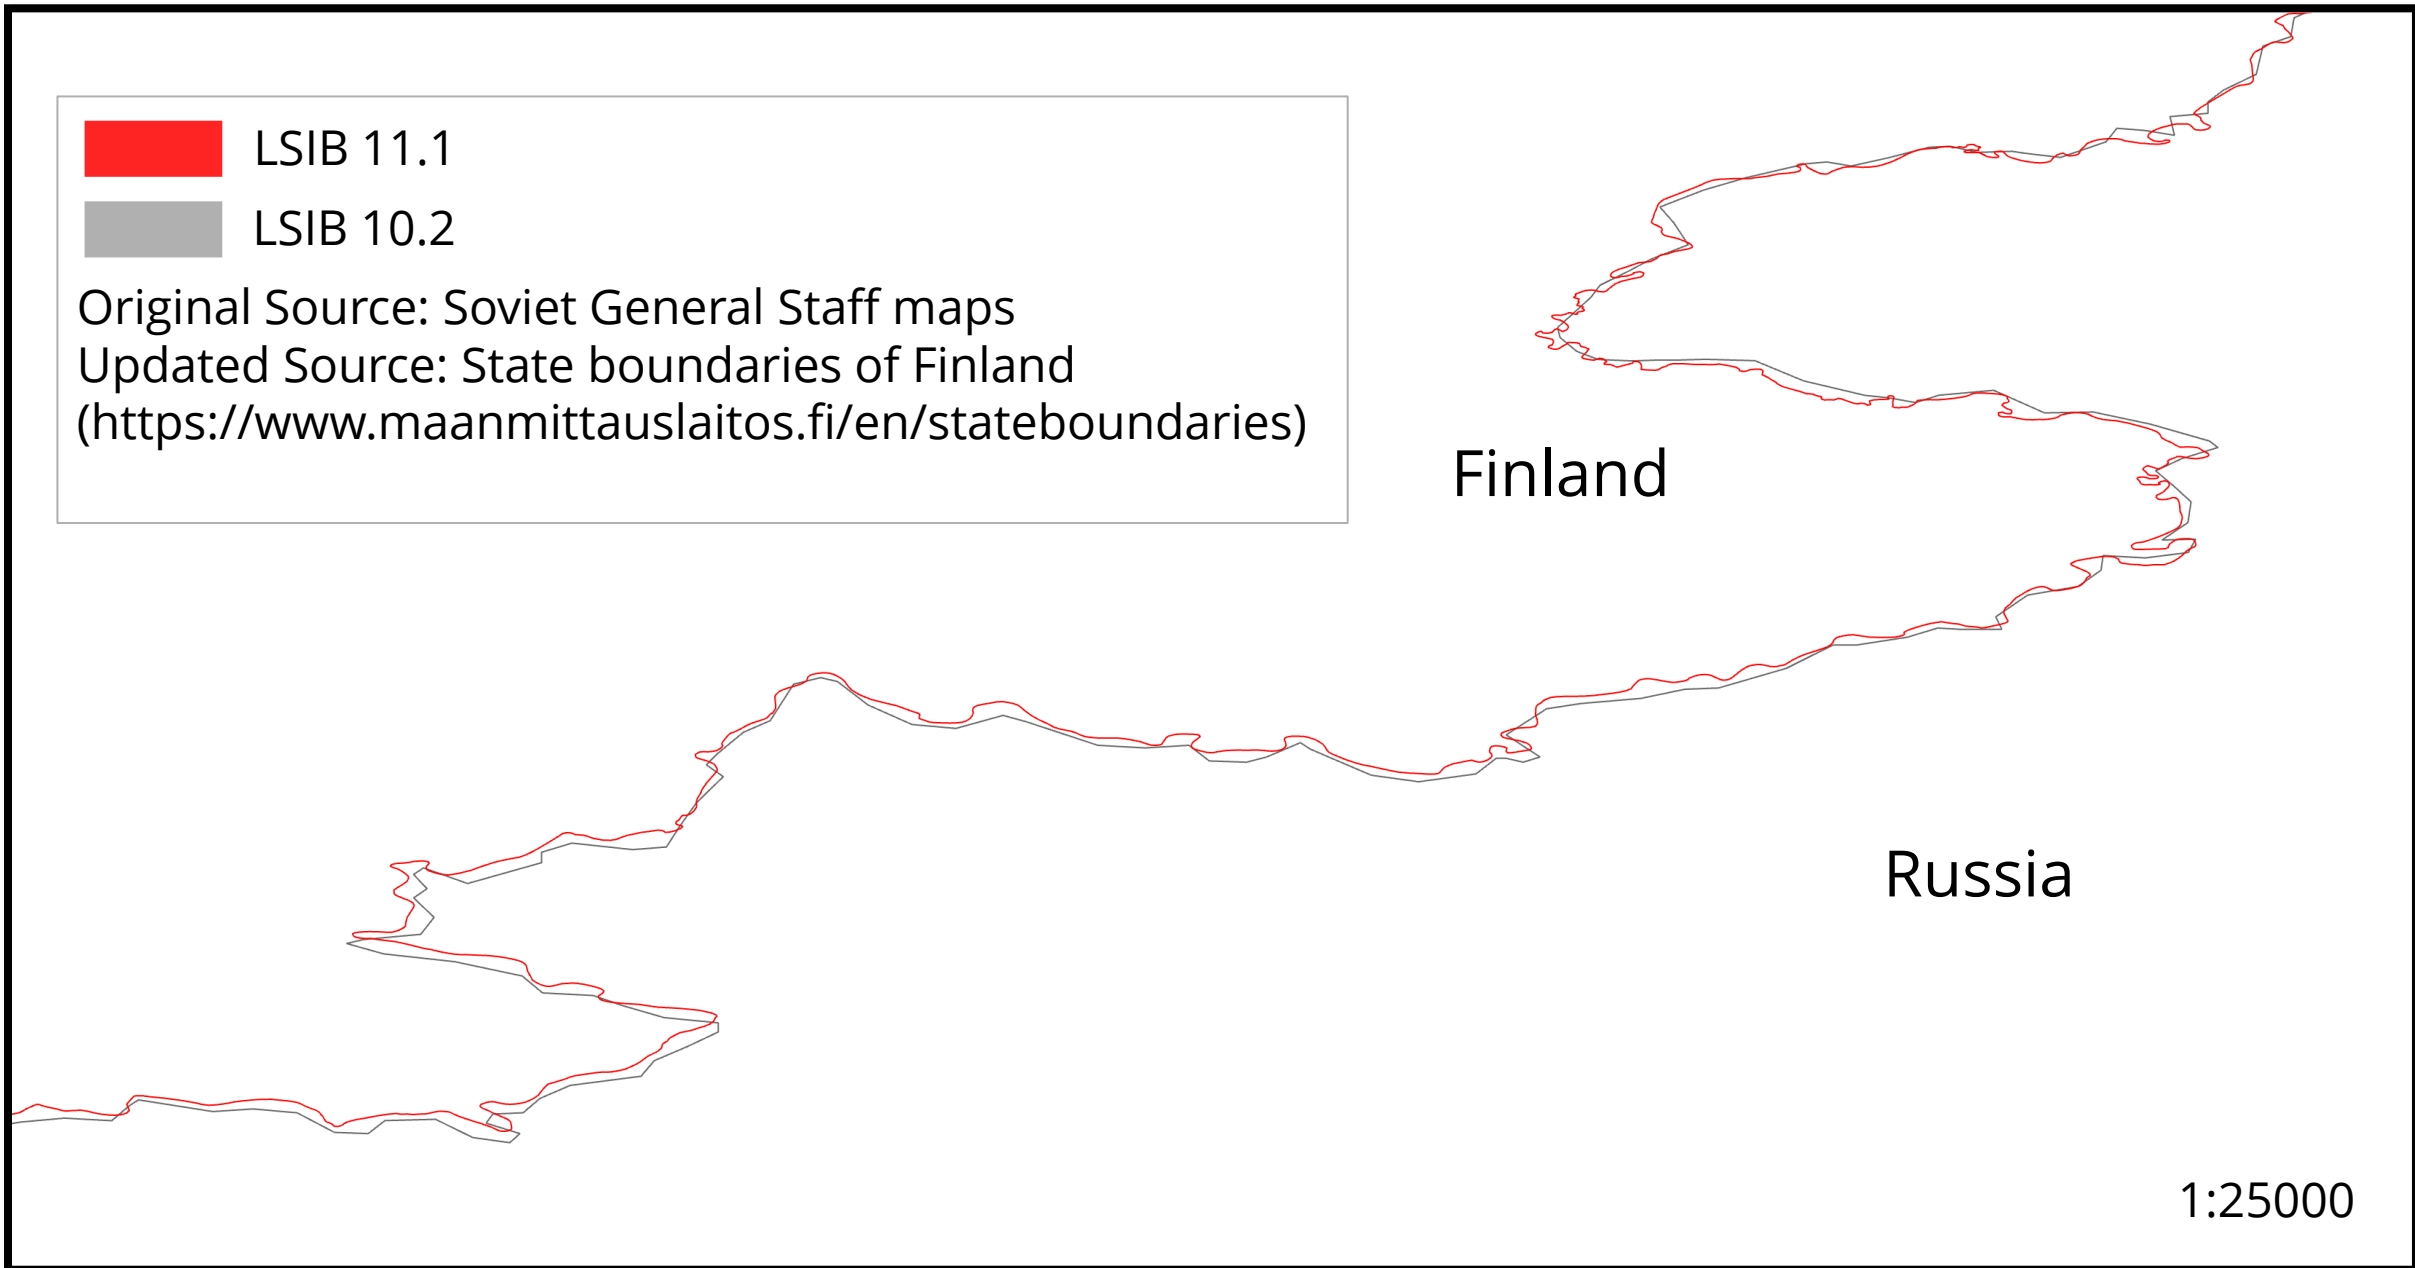 LSIB 11.1
LSIB 10.2
Original Source: Soviet General Staff maps
Updated Source: State boundaries of Finland
(https://www.maanmittauslaitos.fi/en/stateboundaries)
Finland
Russia
1:25000